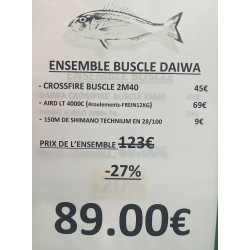 ENSEMBLE BUSCLE DAIWA
- CROSSFIRE BUSCLE 2M40 45€
- AIRD LT 4000C (4roulements-FREIN12KG) 69€
- 150M DE SHIMANO TECHNIUM EN 28/100 9€
PRIX DE L'ENSEMBLE 123€
-27%
89.00€